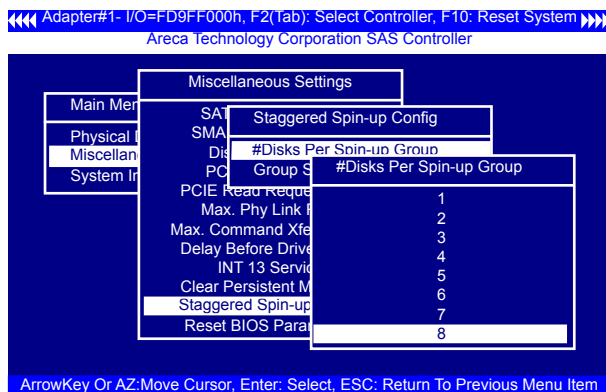 Adapter#1- I/O=FD9FF000h, F2(Tab): Select Controller, F10: Reset System
Areca Technology Corporation SAS Controller
Miscellaneous Settings
Main Men
Physical D
Miscellan
System In
SAT
SMA
Dis
PC
PCIE Read Reque
Max. Phy Link R
Max. Command Xfe
Delay Before Drive
INT 13 Servic
Clear Persistent M
Staggered Spin-up
Reset BIOS Para
Staggered Spin-up Config
#Disks Per Spin-up Group
Group S
#Disks Per Spin-up Group
1
2
3
4
5
6
7
8
ArrowKey Or AZ:Move Cursor, Enter: Select, ESC: Return To Previous Menu Item